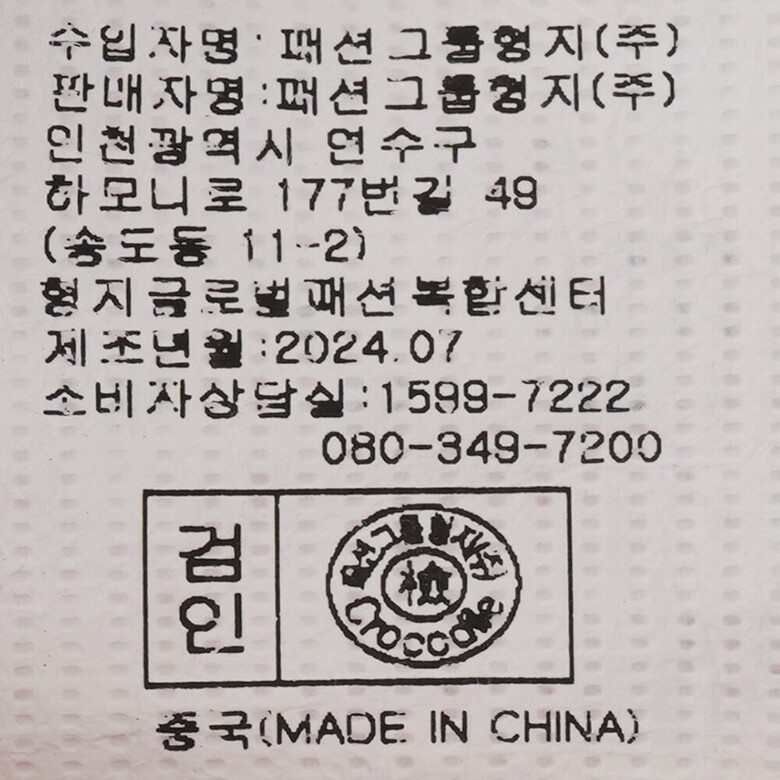 수입자명:패션그룹형지(주)
판매자명:패션그룹형지(주)
인천광역시 연수구
하모니로 177번길 49
(송도동 11-2)
형지글로벌패션복합센터
제조년월:2024.07
소비자상담실:1599-7222
080-349-7200
검인
패션그룹형지(주)
檢
Crocodile
중국(MADE IN CHINA)